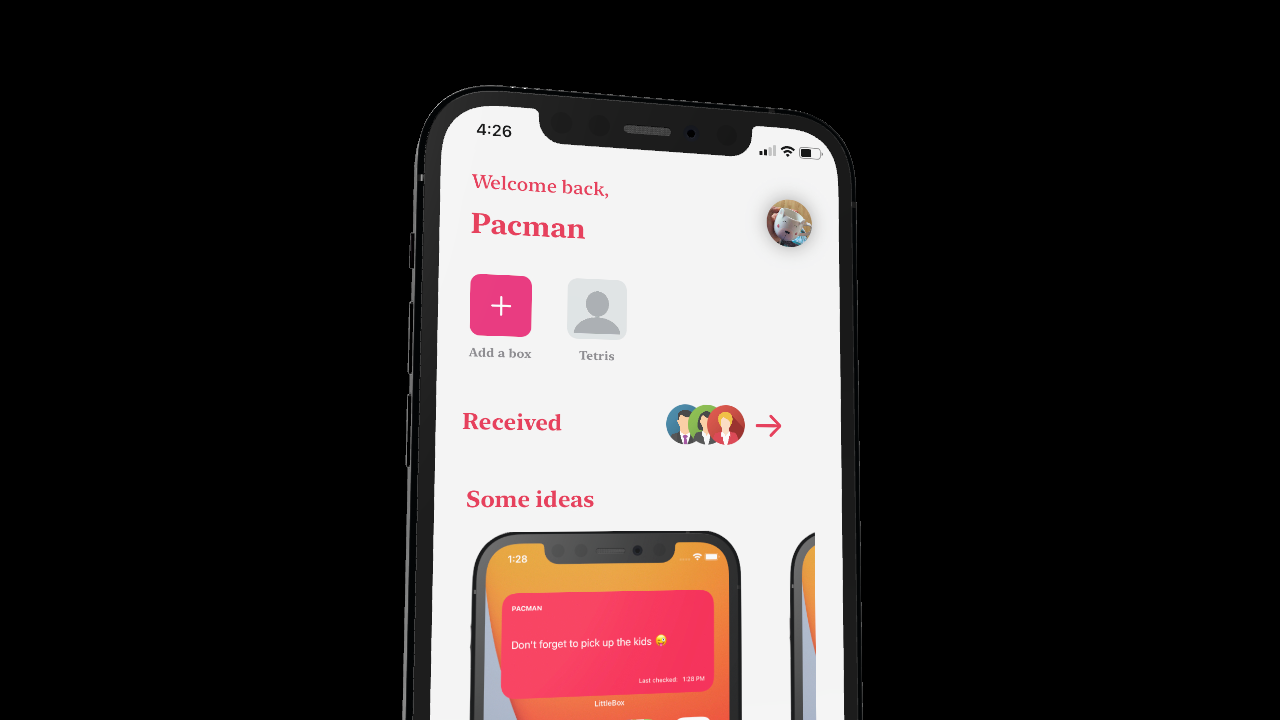 4:26
Welcome back,
Pacman
Add a box
Tetris
Received
Some ideas
1:28
PACMAN
Don't forget to pick up the kids 😜
Last checked: 1:28 PM
LittleBox